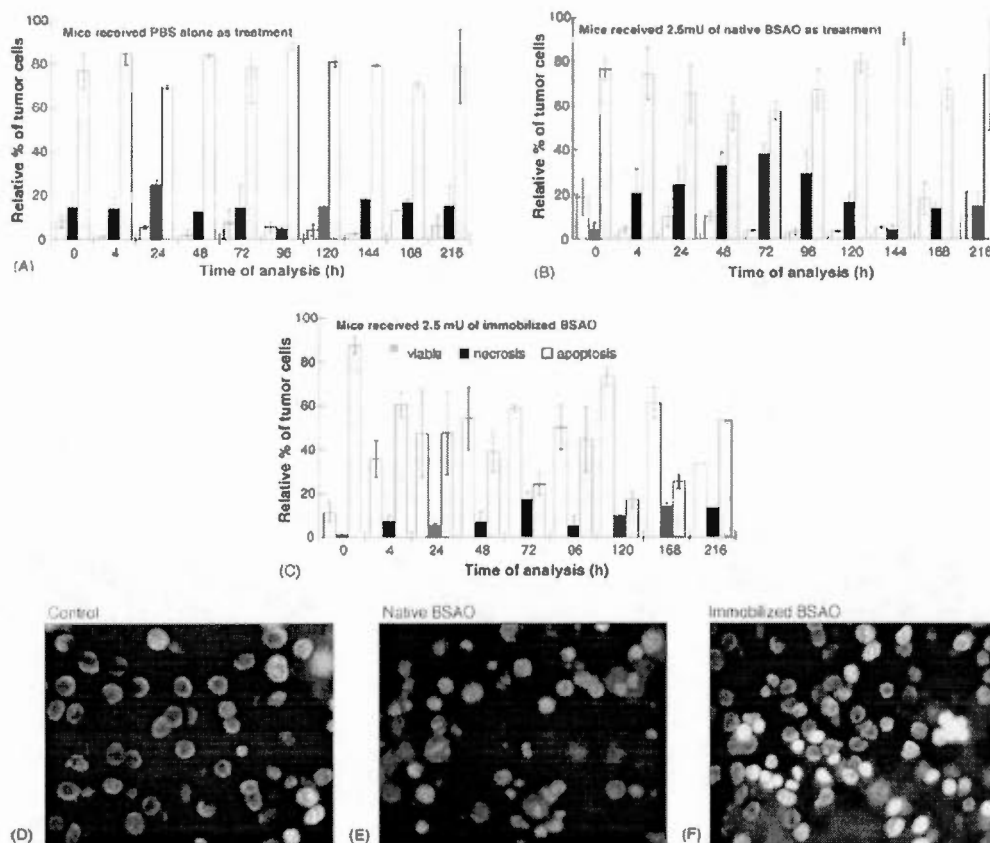 Mice received PBS alone as treatment
Relative % of tumor cells
100
80
60
40
20
0
0 4 24 48 72 96 120 144 168 216
(A)
Time of analysis (h)
Mice received 2.5mU of native BSAO as treatment
Relative % of tumor cells
100
80
60
40
20
0
0 4 24 48 72 96 120 144 168 216
(B)
Time of analysis (h)
Mice received 2.5 mU of immobilized BSAO
viable necrosis apoptosis
Relative % of tumor cells
100
80
60
40
20
0
0 4 24 48 72 96 120 168 216
(C)
Time of analysis (h)
Control
Native BSAO
Immobilized BSAO
(D)
(E)
(F)